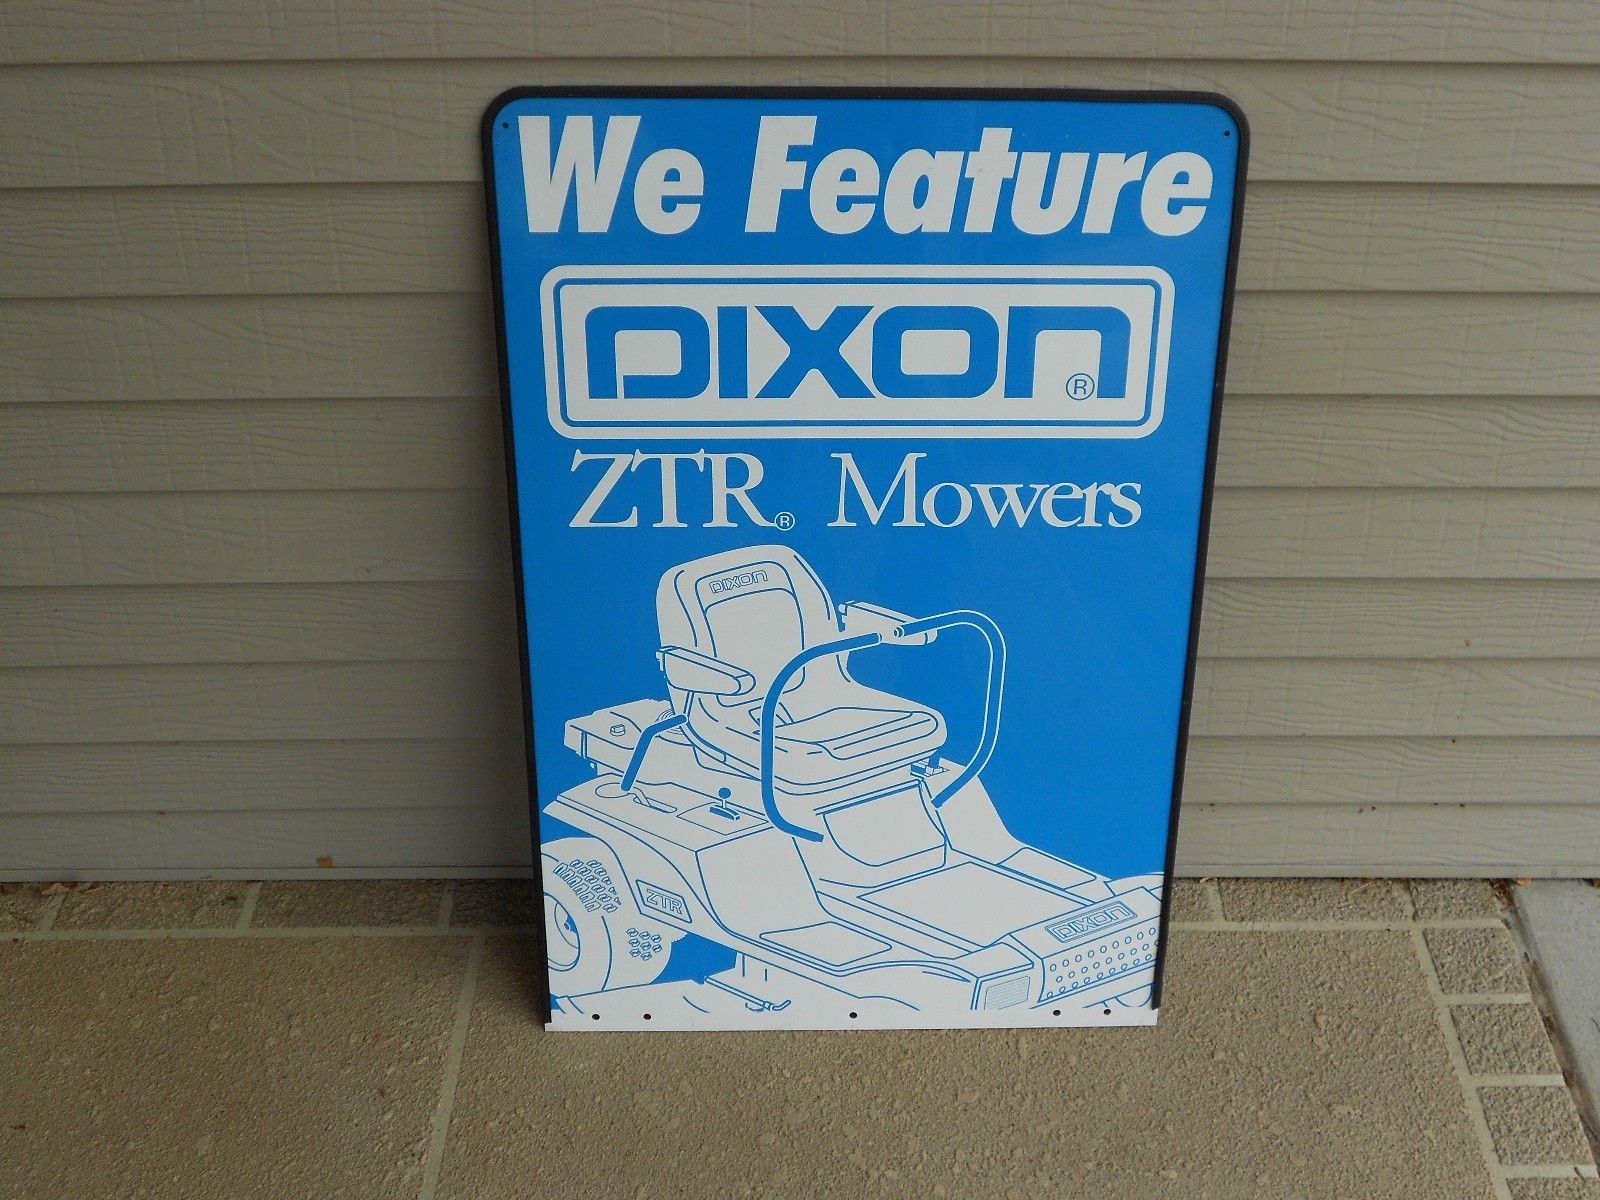 We Feature
DIXON ®
ZTR ® Mowers
DIXON
ZTR
DIXON